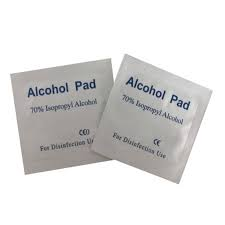 Alcohol Pad
70% Isopropyl Alcohol
CE
For Disinfection Use
Alcohol Pad
70% Isopropyl Alcohol
CE
For Disinfection Use